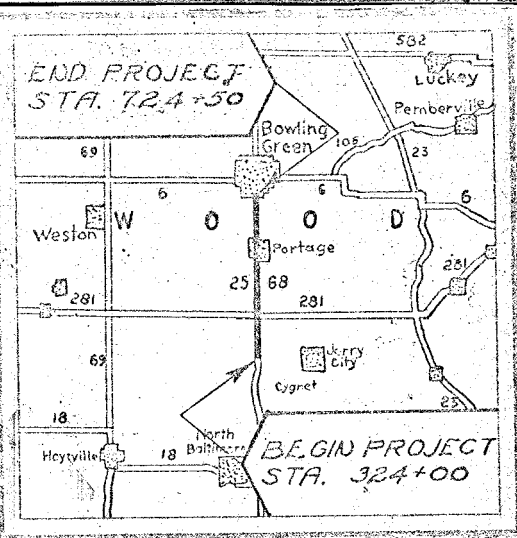 582
END PROJECT
STA. 724+50
Luckey
Pemberville
Bowling
Green
105
23
69
6
6
6
Weston
W O O D
Portage
281
25 68
281
281
69
Jerry
City
Cygnet
23
18
North
Baltimore
Hoytville
18
BEGIN PROJECT
STA. 324+00